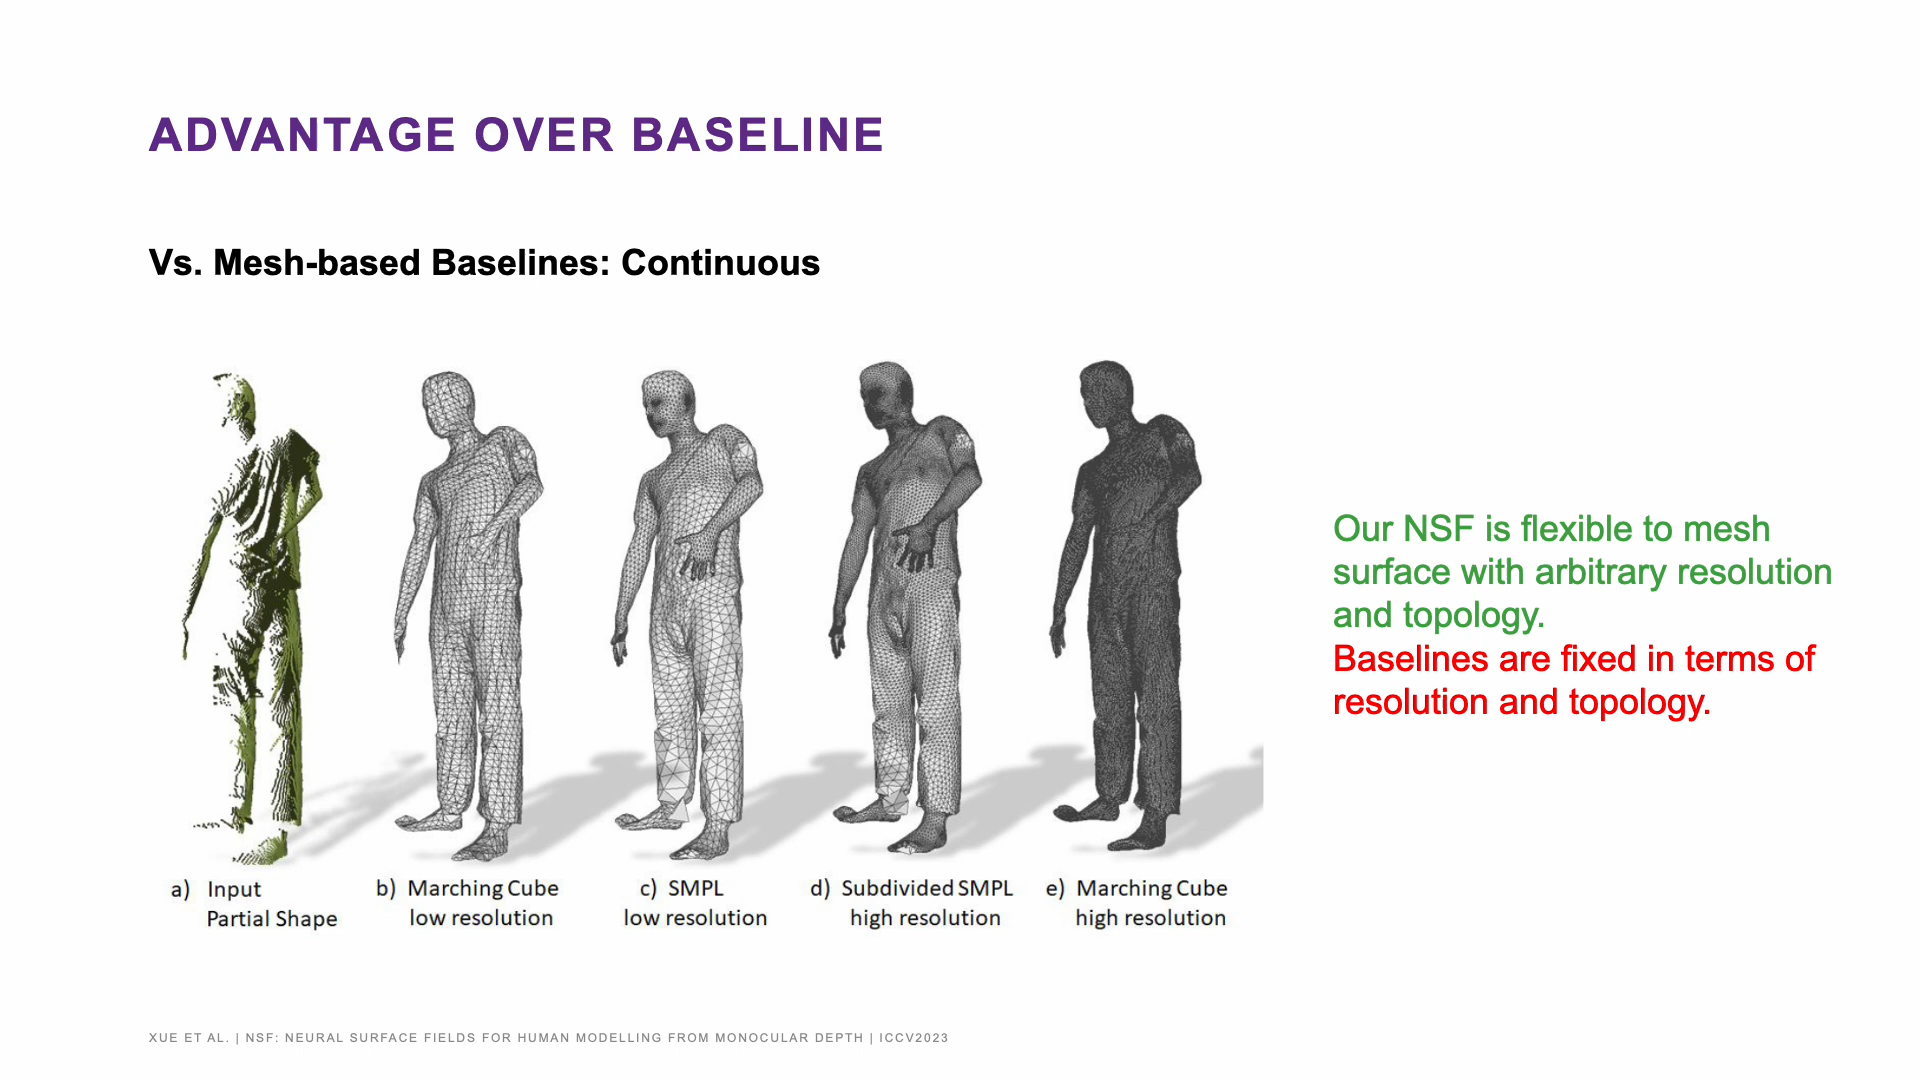 ADVANTAGE OVER BASELINE
Vs. Mesh-based Baselines: Continuous
Our NSF is flexible to mesh
surface with arbitrary resolution
and topology.
Baselines are fixed in terms of
resolution and topology.
a) Input
Partial Shape
b) Marching Cube
low resolution
c) SMPL
low resolution
d) Subdivided SMPL
high resolution
e) Marching Cube
high resolution
XUE ET AL. | NSF: NEURAL SURFACE FIELDS FOR HUMAN MODELLING FROM MONOCULAR DEPTH | ICCV2023